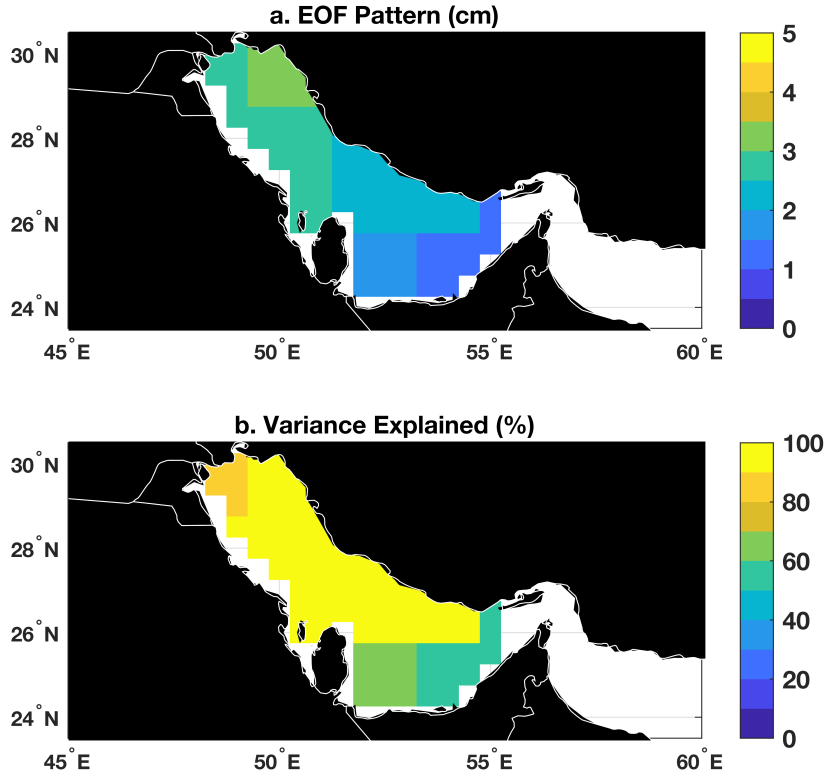 a. EOF Pattern (cm)
30° N
28° N
26° N
24° N
45° E
50° E
55° E
60° E
5
4
3
2
1
0
b. Variance Explained (%)
30° N
28° N
26° N
24° N
45° E
50° E
55° E
60° E
100
80
60
40
20
0